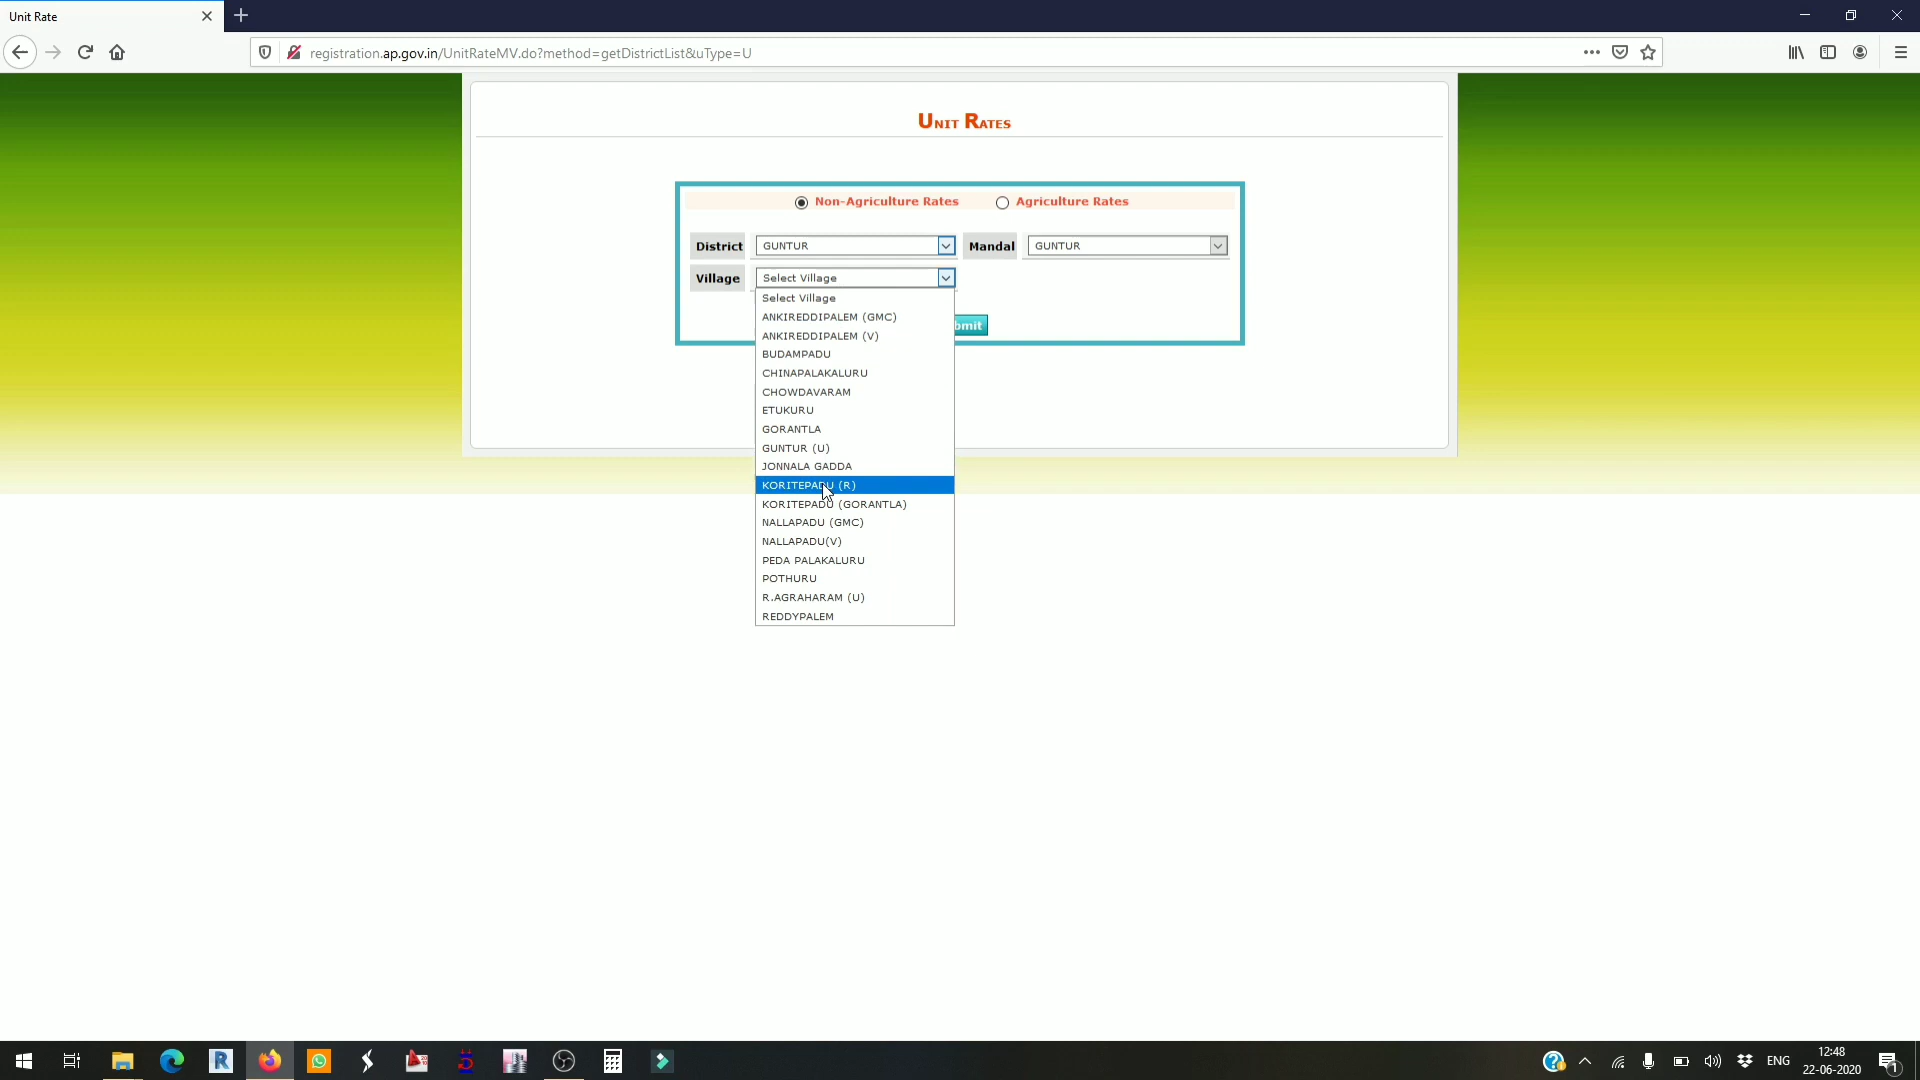 Unit Rate
registration.ap.gov.in/UnitRateMV.do?method=getDistrictList&uType=U
UNIT RATES
Non-Agriculture Rates Agriculture Rates
District GUNTUR Mandal GUNTUR
Village Select Village
Select Village
ANKIREDDIPALEM (GMC)
bmit
ANKIREDDIPALEM (V)
BUDAMPADU
CHINAPALAKALURU
CHOWDAVARAM
ETUKURU
GORANTLA
GUNTUR (U)
JONNALA GADDA
KORITEPADU (R)
KORITEPADU (GORANTLA)
NALLAPADU (GMC)
NALLAPADU(V)
PEDA PALAKALURU
POTHURU
R.AGRAHARAM (U)
REDDYPALEM
ENG
12:48
22-06-2020
1